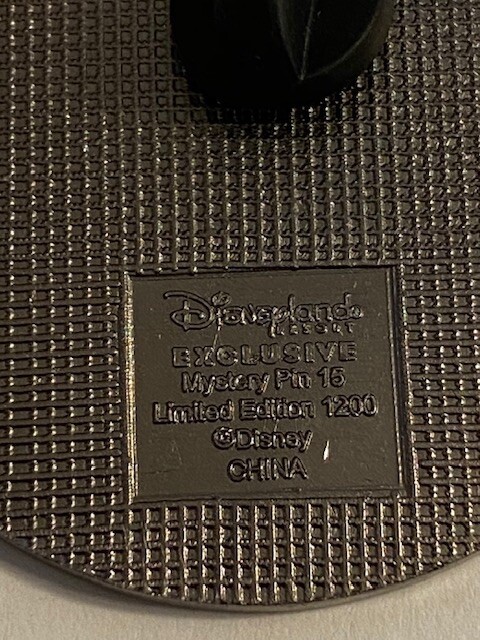 Disneyland
RESORT
EXCLUSIVE
Mystery Pin 15
Limited Edition 1200
©Disney
CHINA